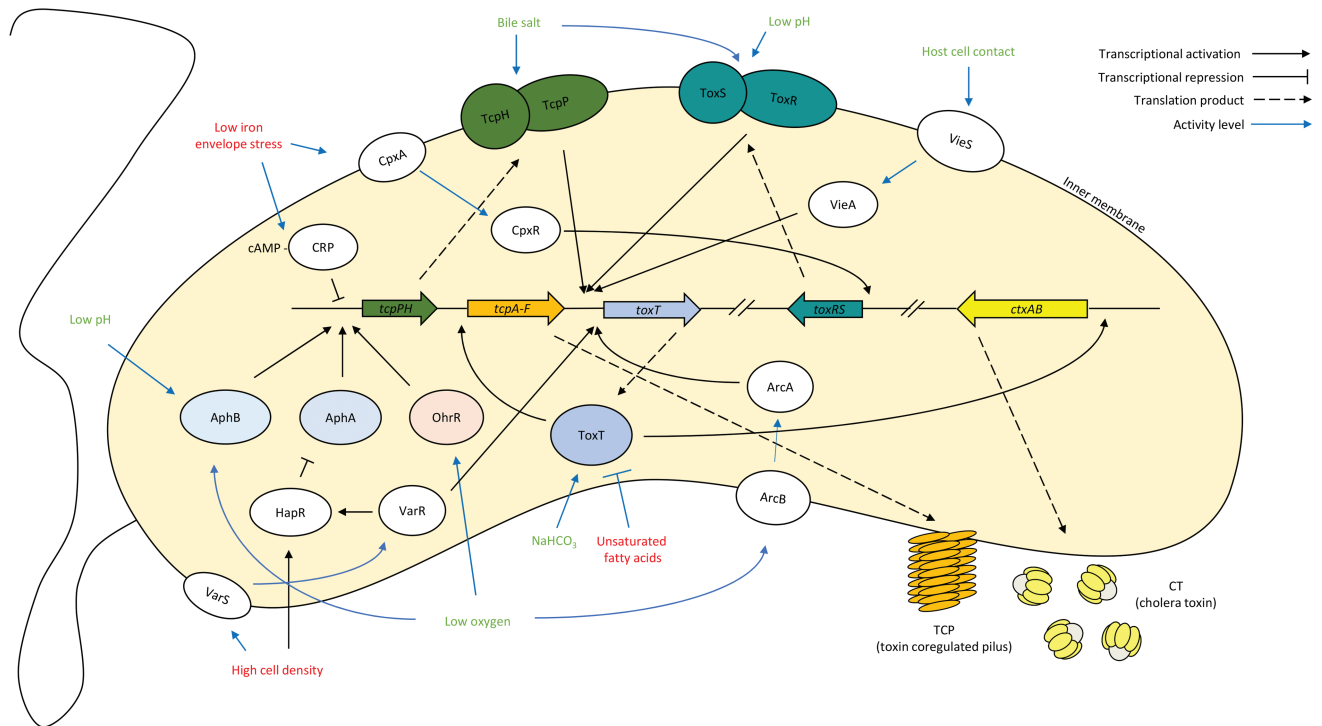 Bile salt
Low pH
Host cell contact
Transcriptional activation
Transcriptional repression
Translation product
Activity level
TcpH
TcpP
ToxS
ToxR
VieS
Low iron
envelope stress
CpxA
Inner membrane
VieA
CpxR
cAMP -
CRP
tcpPH
tcpA-F
toxT
toxRS
ctxAB
Low pH
ArcA
AphB
AphA
OhrR
ToxT
HapR
VarR
ArcB
NaHCO₃
Unsaturated
fatty acids
VarS
Low oxygen
High cell density
TCP
(toxin coregulated pilus)
CT
(cholera toxin)